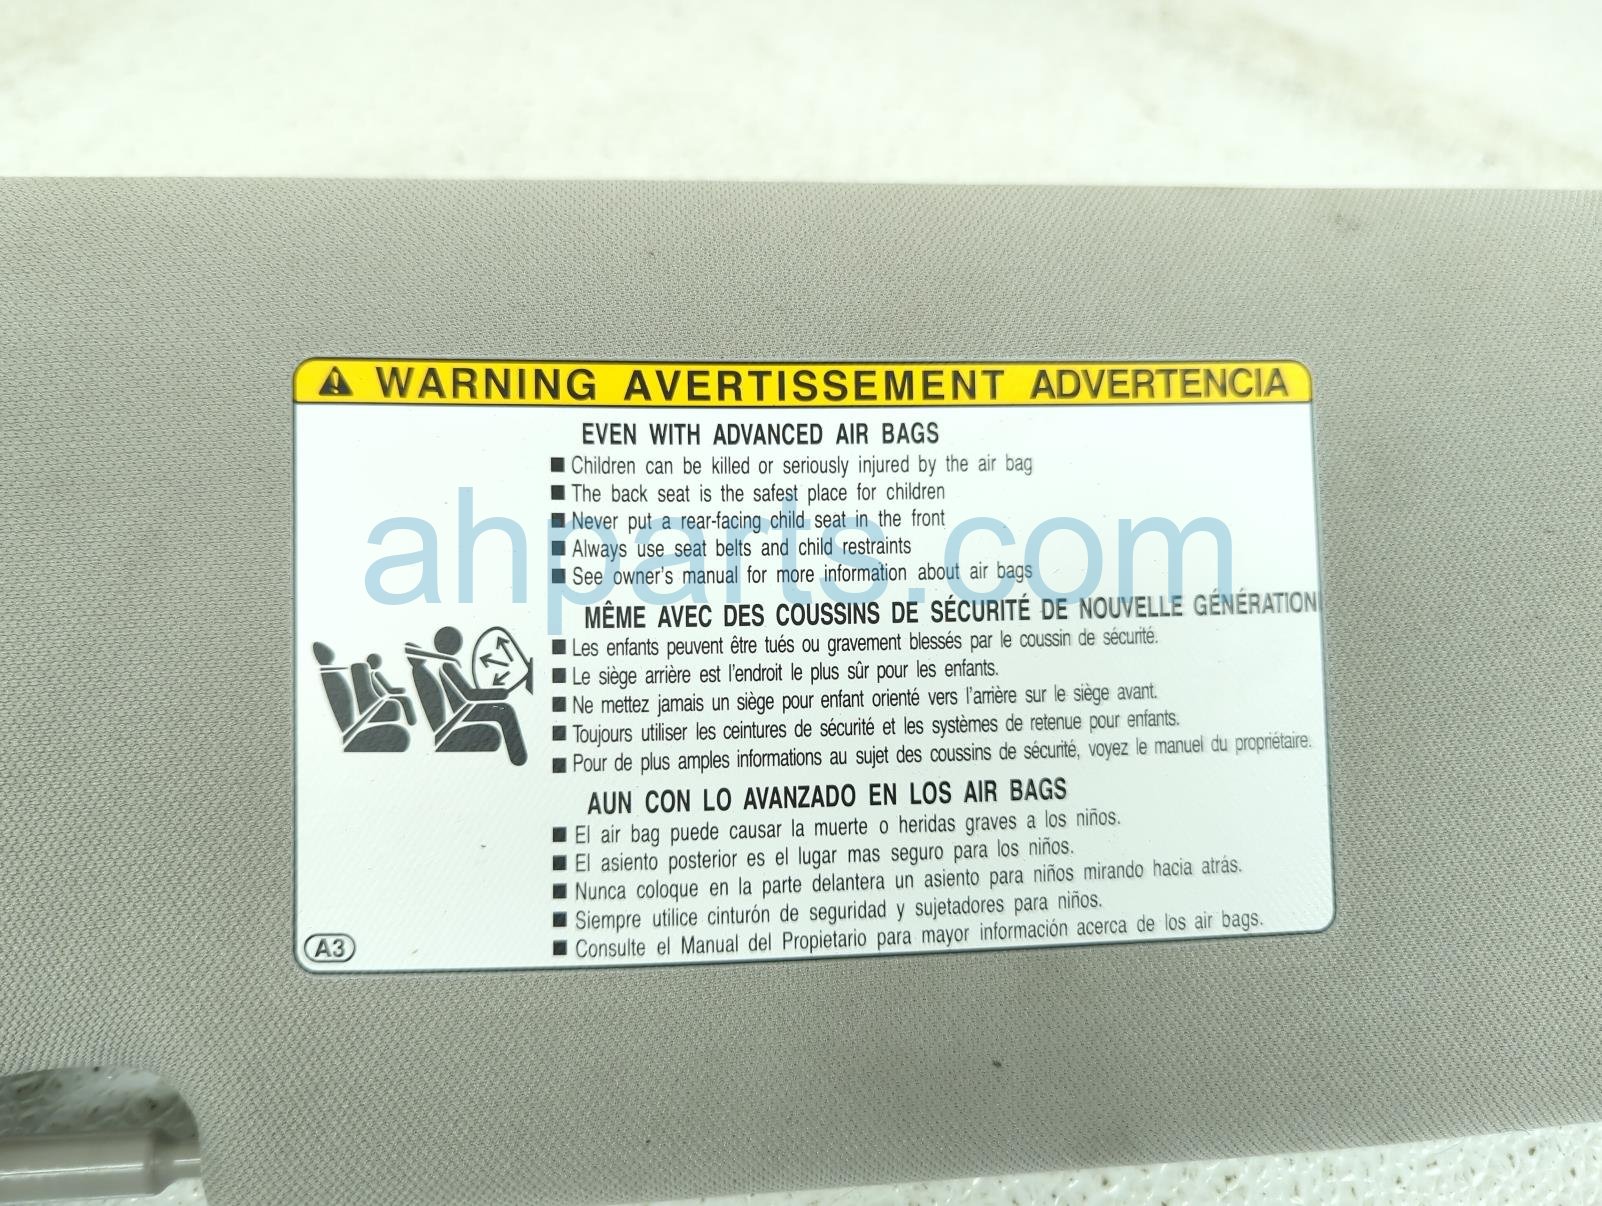 WARNING AVERTISSEMENT ADVERTENCIA
EVEN WITH ADVANCED AIR BAGS
■ Children can be killed or seriously injured by the air bag
■ The back seat is the safest place for children
■ Never put a rear-facing child seat in the front
■ Always use seat belts and child restraints
■ See owner's manual for more information about air bags
MÊME AVEC DES COUSSINS DE SÉCURITÉ DE NOUVELLE GÉNÉRATION
■ Les enfants peuvent être tués ou gravement blessés par le coussin de sécurité.
■ Le siège arrière est l'endroit le plus sûr pour les enfants.
■ Ne mettez jamais un siège pour enfant orienté vers l'arrière sur le siège avant.
■ Toujours utiliser les ceintures de sécurité et les systèmes de retenue pour enfants.
■ Pour de plus amples informations au sujet des coussins de sécurité, voyez le manuel du propriétaire.
AUN CON LO AVANZADO EN LOS AIR BAGS
■ El air bag puede causar la muerte o heridas graves a los niños.
■ El asiento posterior es el lugar mas seguro para los niños.
■ Nunca coloque en la parte delantera un asiento para niños mirando hacia atrás.
■ Siempre utilice cinturón de seguridad y sujetadores para niños.
■ Consulte el Manual del Propietario para mayor información acerca de los air bags.
A3
ahparts.com